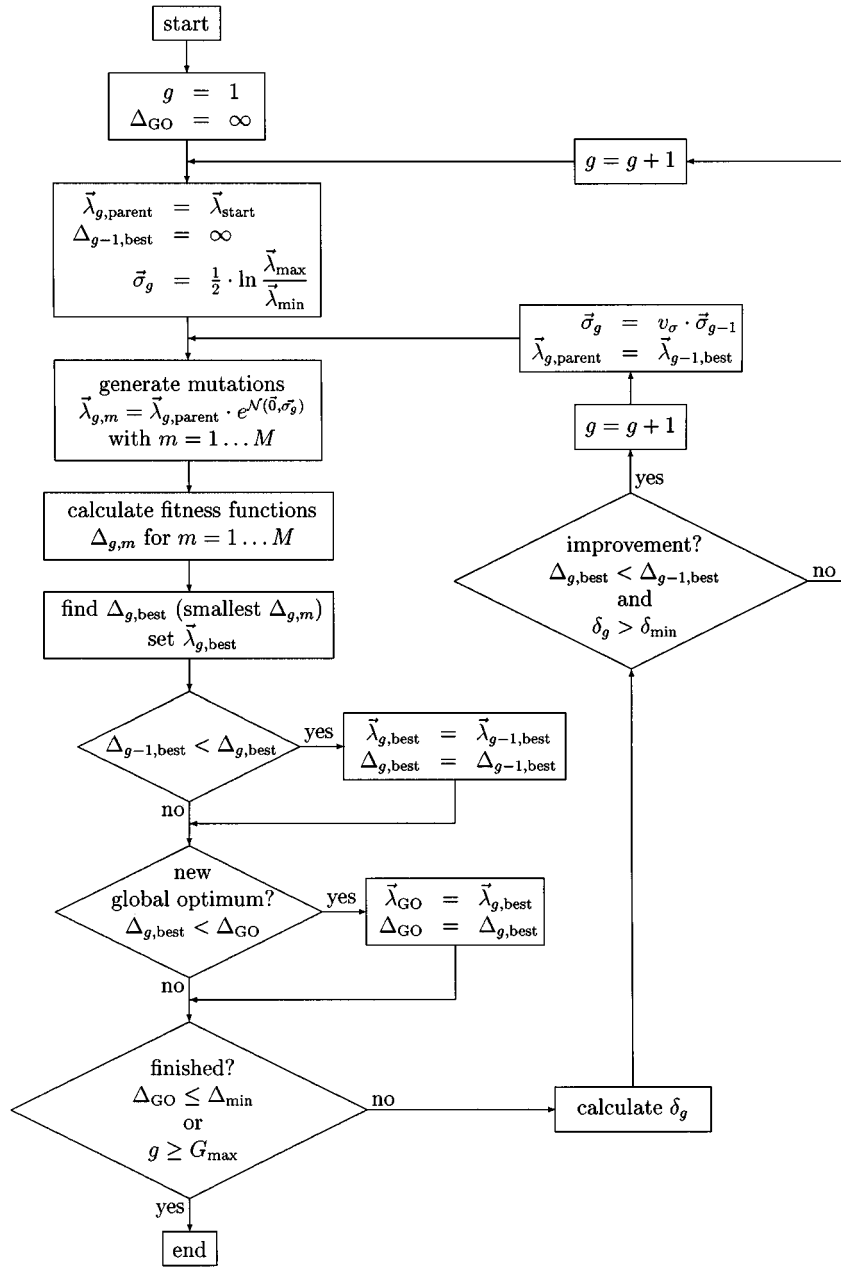 start
g = 1
Δ_GO = ∞
g = g + 1
λ⃗_g,parent = λ⃗_start
Δ_g−1,best = ∞
σ⃗_g = 1/2 · ln λ⃗_max/λ⃗_min
σ⃗_g = v_σ · σ⃗_g−1
λ⃗_g,parent = λ⃗_g−1,best
generate mutations
λ⃗_g,m = λ⃗_g,parent · e^𝒩(0⃗,σ⃗_g)
with m = 1 … M
g = g + 1
yes
calculate fitness functions
Δ_g,m for m = 1 … M
improvement?
Δ_g,best < Δ_g−1,best
and
δ_g > δ_min
no
find Δ_g,best (smallest Δ_g,m)
set λ⃗_g,best
Δ_g−1,best < Δ_g,best
yes
λ⃗_g,best = λ⃗_g−1,best
Δ_g,best = Δ_g−1,best
no
new
global optimum?
Δ_g,best < Δ_GO
yes
λ⃗_GO = λ⃗_g,best
Δ_GO = Δ_g,best
no
finished?
Δ_GO ≤ Δ_min
or
g ≥ G_max
no
calculate δ_g
yes
end